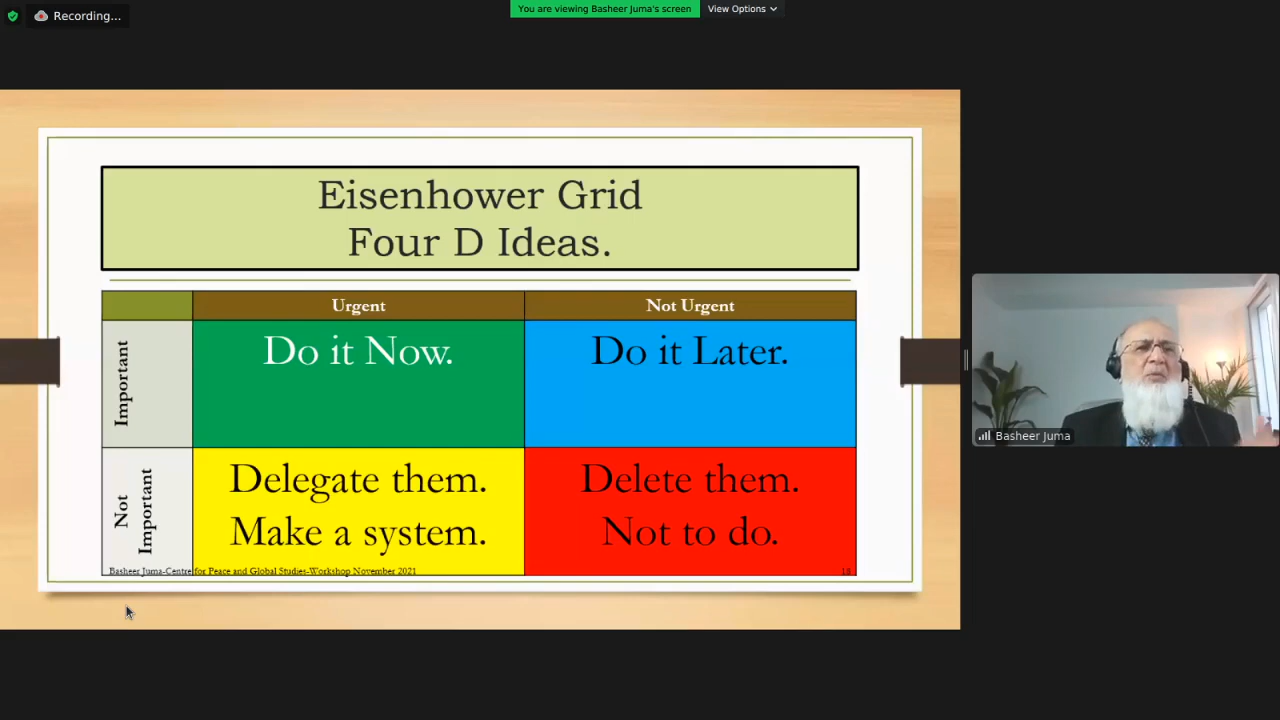 Recording...
You are viewing Basheer Juma's screen
View Options
Eisenhower Grid
Four D Ideas.
Urgent
Not Urgent
Important
Do it Now.
Do it Later.
Not
Important
Delegate them.
Make a system.
Delete them.
Not to do.
Basheer Juma-Centre for Peace and Global Studies-Workshop November 2021
18
Basheer Juma